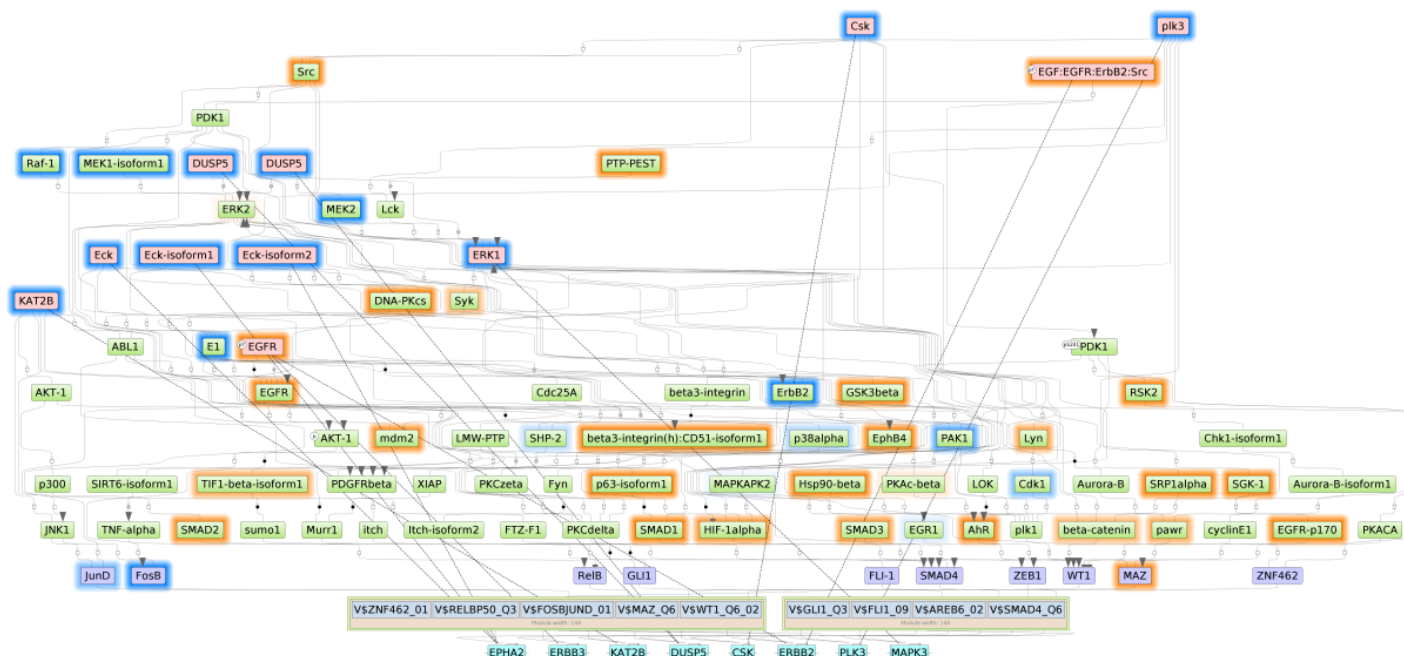 Csk plk3
Src EGF:EGFR:ErbB2:Src
PDK1
Raf-1 MEK1-isoform1 DUSP5 DUSP5 PTP-PEST
ERK2 MEK2 Lck
Eck Eck-isoform1 Eck-isoform2 ERK1
KAT2B DNA-PKcs Syk
ABL1 E1 EGFR PDK1
AKT-1 EGFR Cdc25A beta3-integrin ErbB2 GSK3beta RSK2
AKT-1 mdm2 LMW-PTP SHP-2 beta3-integrin(h):CD51-isoform1 p38alpha EphB4 PAK1 Lyn Chk1-isoform1
p300 SIRT6-isoform1 TIF1-beta-isoform1 PDGFRbeta XIAP PKCzeta Fyn p63-isoform1 MAPKAPK2 Hsp90-beta PKAc-beta LOK Cdk1 Aurora-B SRP1alpha SGK-1 Aurora-B-isoform1
JNK1 TNF-alpha SMAD2 sumo1 Murr1 itch Itch-isoform2 FTZ-F1 PKCdelta SMAD1 HIF-1alpha SMAD3 EGR1 AhR plk1 beta-catenin pawr cyclinE1 EGFR-p170 PKACA
JunD FosB RelB GLI1 FLI-1 SMAD4 ZEB1 WT1 MAZ ZNF462
V$ZNF462_01 V$RELBP50_Q3 V$FOSBJUND_01 V$MAZ_Q6 V$WT1_Q6_02 V$GLI1_Q3 V$FLI1_09 V$AREB6_02 V$SMAD4_Q6
Module width: 144 Module width: 144
EPHA2 ERBB3 KAT2B DUSP5 CSK ERBB2 PLK3 MAPK3